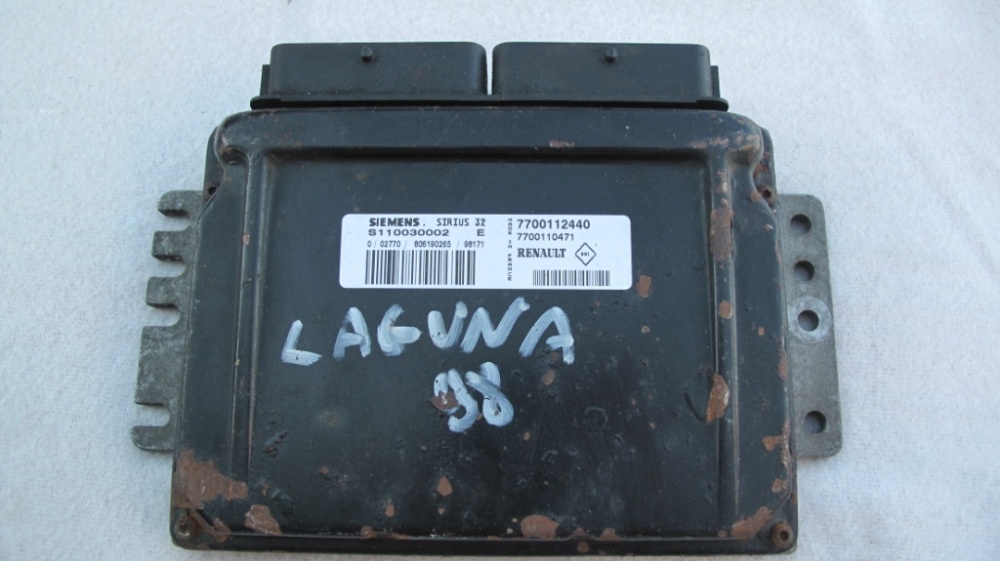 SIEMENS. SIRIUS 32
S110030002 E
0 / 02770 / 806190265 / 98171
7700112440
7700110471
RENAULT
LAGUNA
98